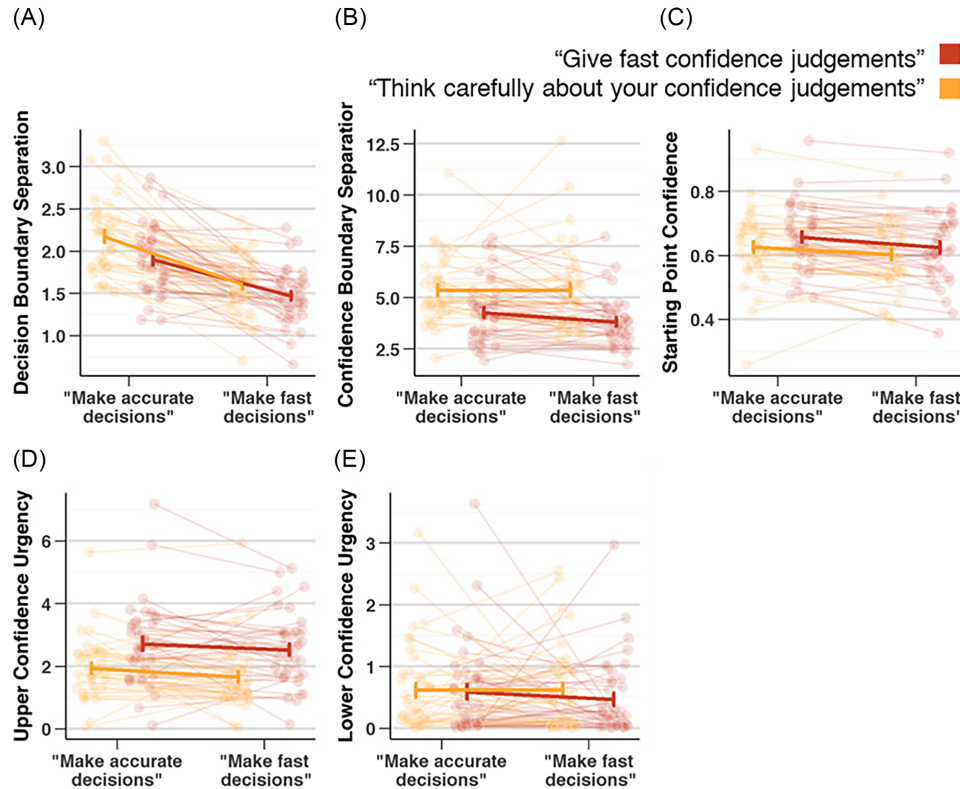 (A)
(B)
(C)
“Give fast confidence judgements”
“Think carefully about your confidence judgements”
Decision Boundary Separation
3.0
2.5
2.0
1.5
1.0
"Make accurate
decisions"
"Make fast
decisions"
Confidence Boundary Separation
12.5
10.0
7.5
5.0
2.5
"Make accurate
decisions"
"Make fast
decisions"
Starting Point Confidence
0.8
0.6
0.4
"Make accurate
decisions"
"Make fast
decisions"
(D)
(E)
Upper Confidence Urgency
6
4
2
0
"Make accurate
decisions"
"Make fast
decisions"
Lower Confidence Urgency
3
2
1
0
"Make accurate
decisions"
"Make fast
decisions"